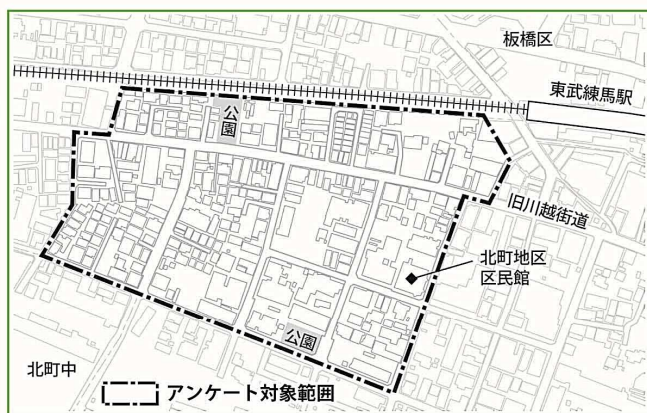 板橋区
東武練馬駅
公園
旧川越街道
北町地区
区民館
公園
北町中
アンケート対象範囲